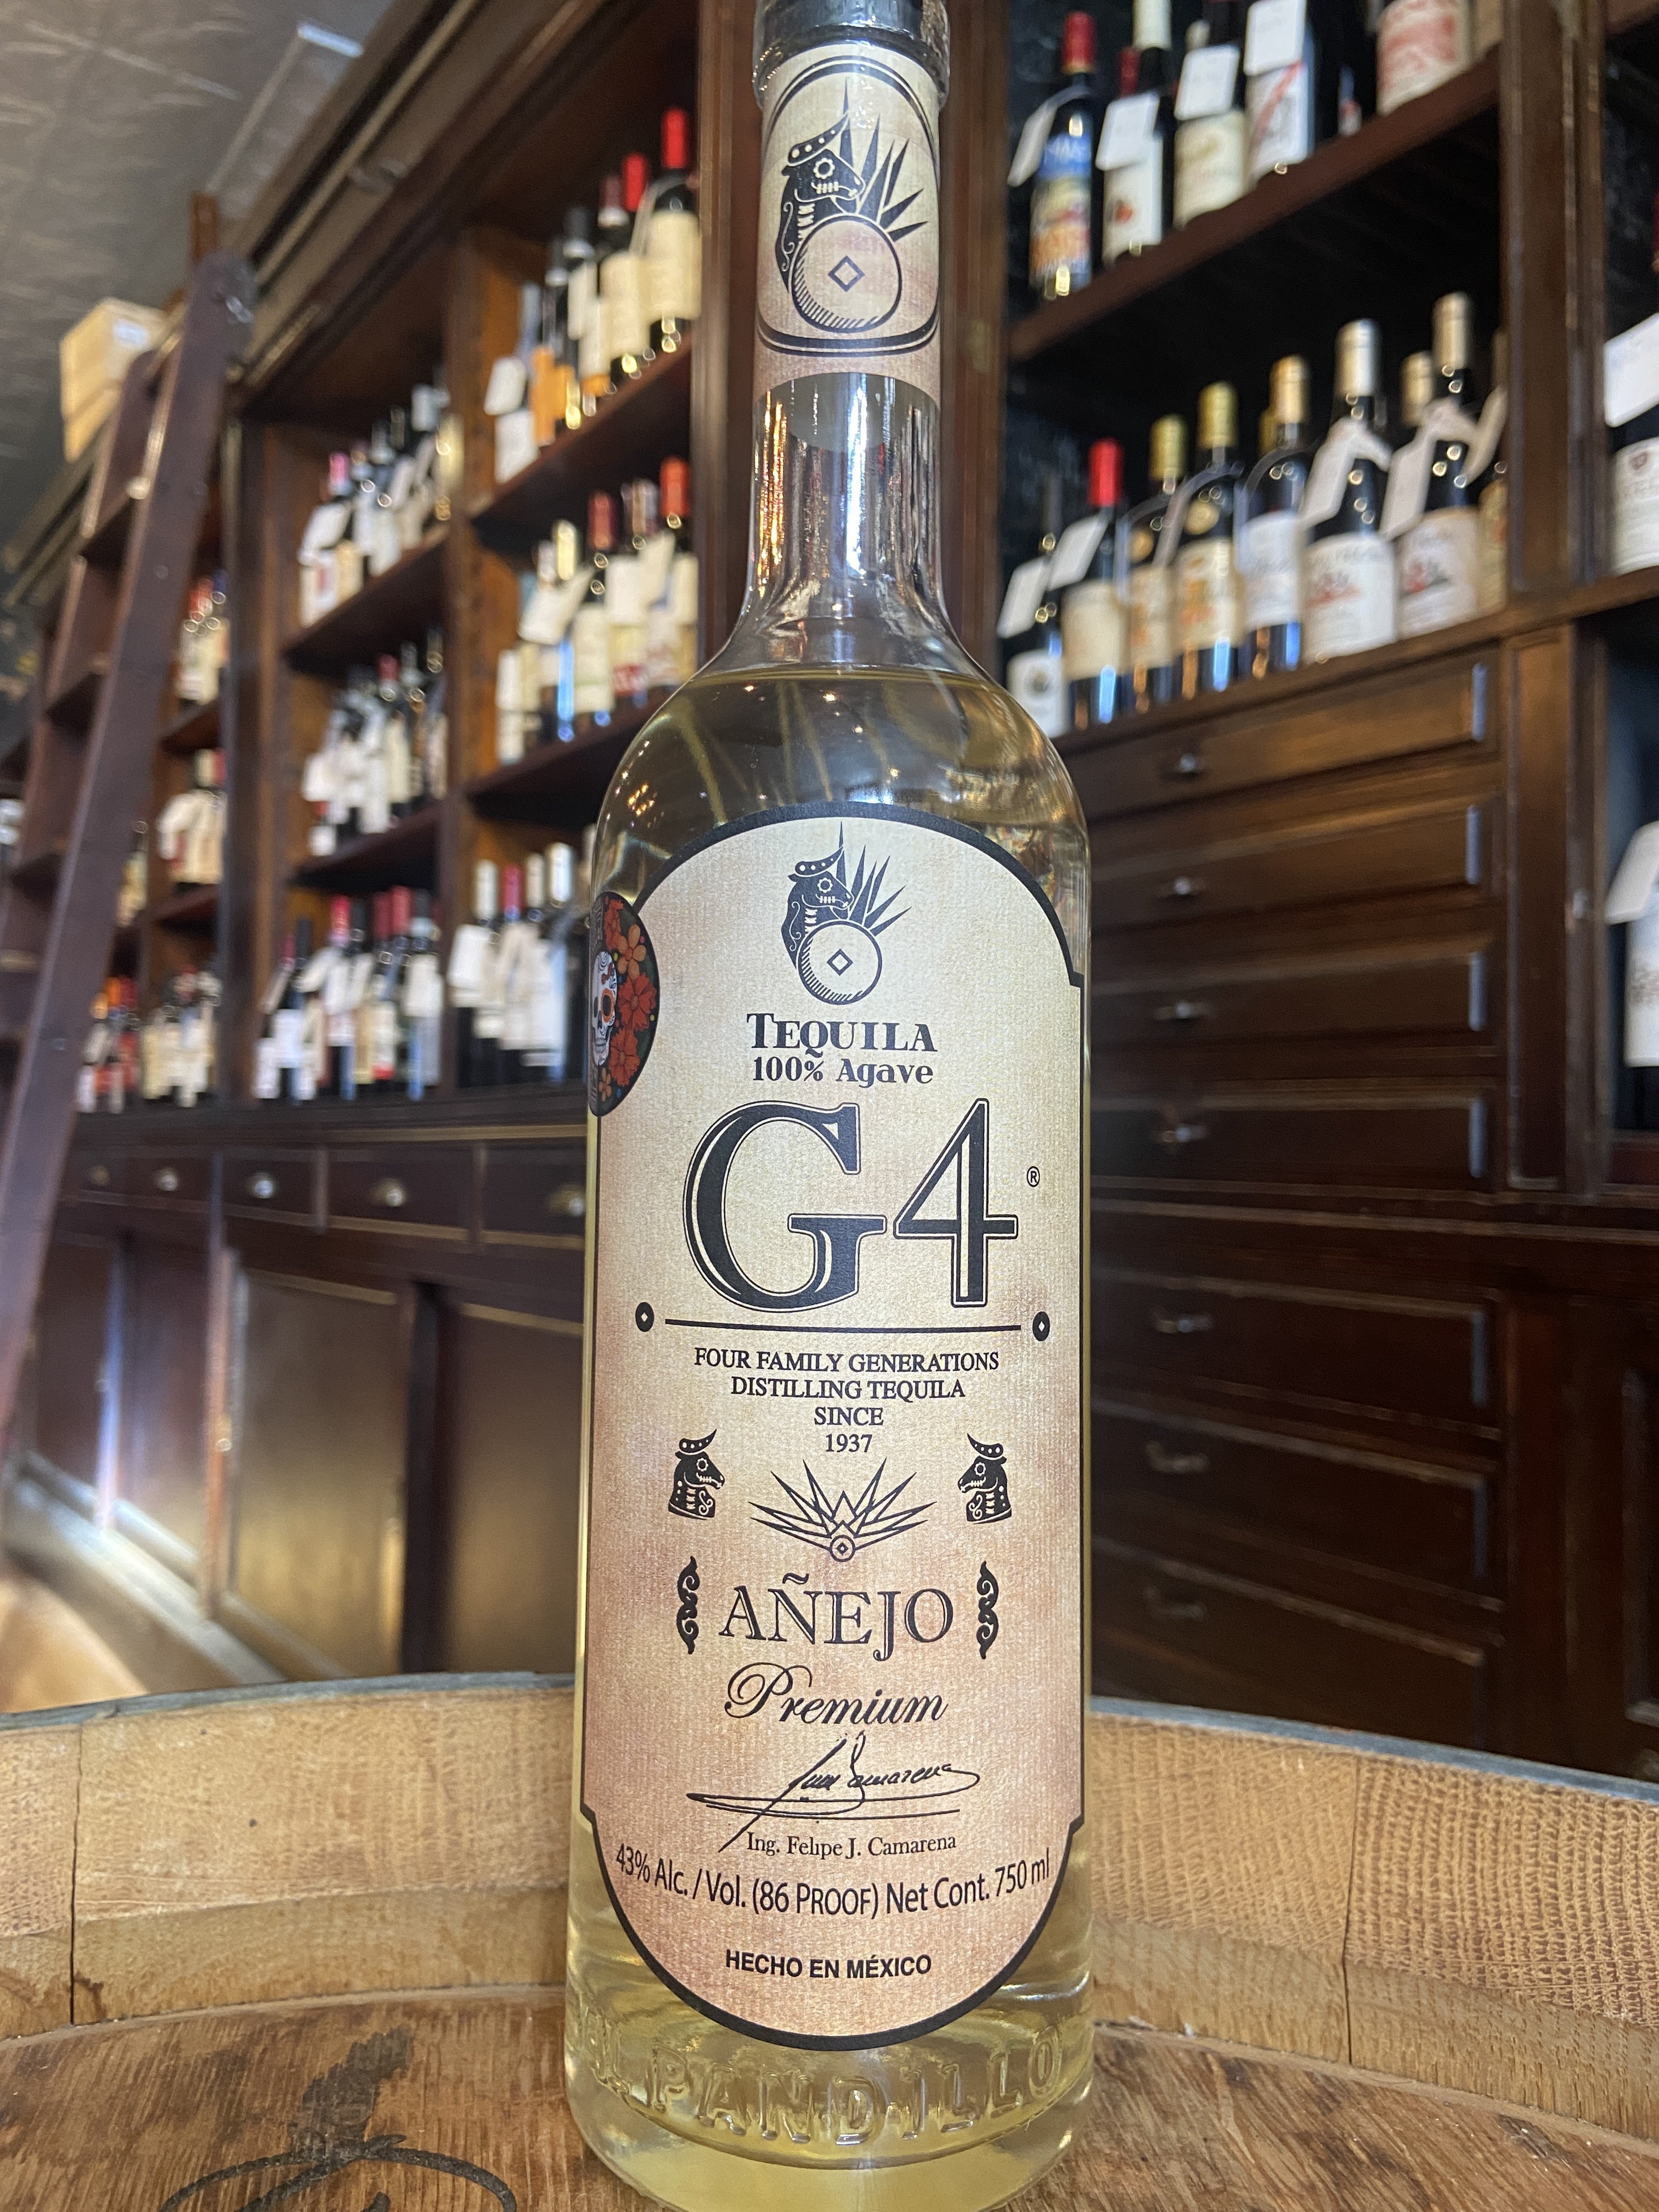 TEQUILA
100% Agave
G4®
FOUR FAMILY GENERATIONS
DISTILLING TEQUILA
SINCE
1937
AÑEJO
Premium
Ing. Felipe J. Camarena
43% Alc. / Vol. (86 PROOF) Net Cont. 750 ml
HECHO EN MÉXICO
EL PANDILLO